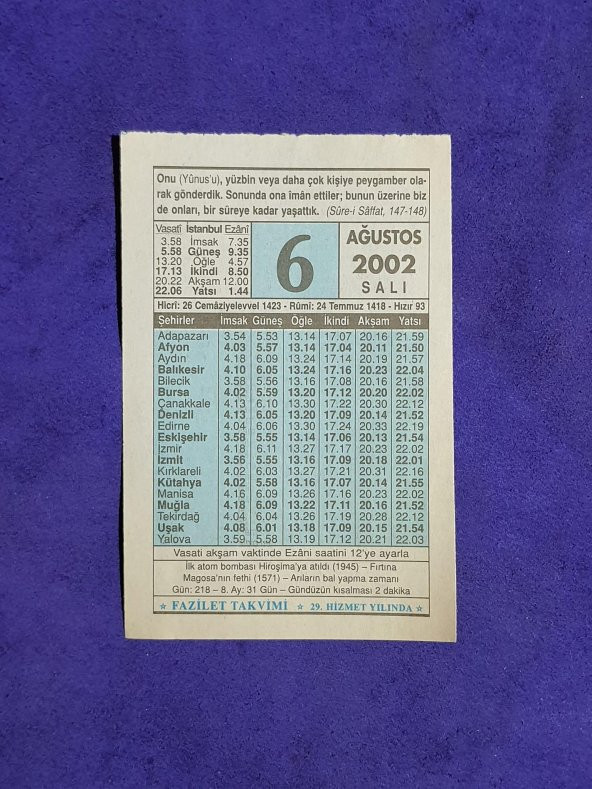 Onu (Yûnus'u), yüzbin veya daha çok kişiye peygamber ola-
rak gönderdik. Sonunda ona îmân ettiler; bunun üzerine biz
de onları, bir süreye kadar yaşattık. (Sûre-i Sâffat, 147-148)
Vasatî İstanbul Ezânî
3.58 İmsak 7.35
5.58 Güneş 9.35
13.20 Öğle 4.57
17.13 İkindi 8.50
20.22 Akşam 12.00
22.06 Yatsı 1.44
6
AĞUSTOS
2002
SALI
Hicrî: 26 Cemâziyelevvel 1423 - Rûmî: 24 Temmuz 1418 - Hızır 93
Şehirler İmsak Güneş Öğle İkindi Akşam Yatsı
Adapazarı 3.54 5.53 13.14 17.07 20.16 21.59
Afyon 4.03 5.57 13.14 17.04 20.11 21.50
Aydın 4.18 6.09 13.24 17.14 20.19 21.57
Balıkesir 4.10 6.05 13.24 17.16 20.23 22.04
Bilecik 3.58 5.56 13.16 17.08 20.16 21.58
Bursa 4.02 5.59 13.20 17.12 20.20 22.02
Çanakkale 4.13 6.10 13.30 17.22 20.30 22.12
Denizli 4.13 6.05 13.20 17.09 20.14 21.52
Edirne 4.04 6.06 13.30 17.24 20.33 22.19
Eskişehir 3.58 5.55 13.14 17.06 20.13 21.54
İzmir 4.18 6.11 13.27 17.17 20.23 22.02
İzmit 3.56 5.55 13.16 17.09 20.18 22.01
Kırklareli 4.02 6.03 13.27 17.21 20.31 22.16
Kütahya 4.02 5.58 13.16 17.07 20.14 21.55
Manisa 4.16 6.09 13.26 17.16 20.23 22.02
Muğla 4.18 6.09 13.22 17.11 20.16 21.52
Tekirdağ 4.04 6.04 13.26 17.19 20.28 22.12
Uşak 4.08 6.01 13.18 17.09 20.15 21.54
Yalova 3.59 5.58 13.19 17.12 20.21 22.03
Vasati akşam vaktinde Ezâni saatini 12'ye ayarla
İlk atom bombası Hiroşima'ya atıldı (1945) – Fırtına
Magosa'nın fethi (1571) – Arıların bal yapma zamanı
Gün: 218 – 8. Ay: 31 Gün – Gündüzün kısalması 2 dakika
FAZİLET TAKVİMİ 29. HİZMET YILINDA